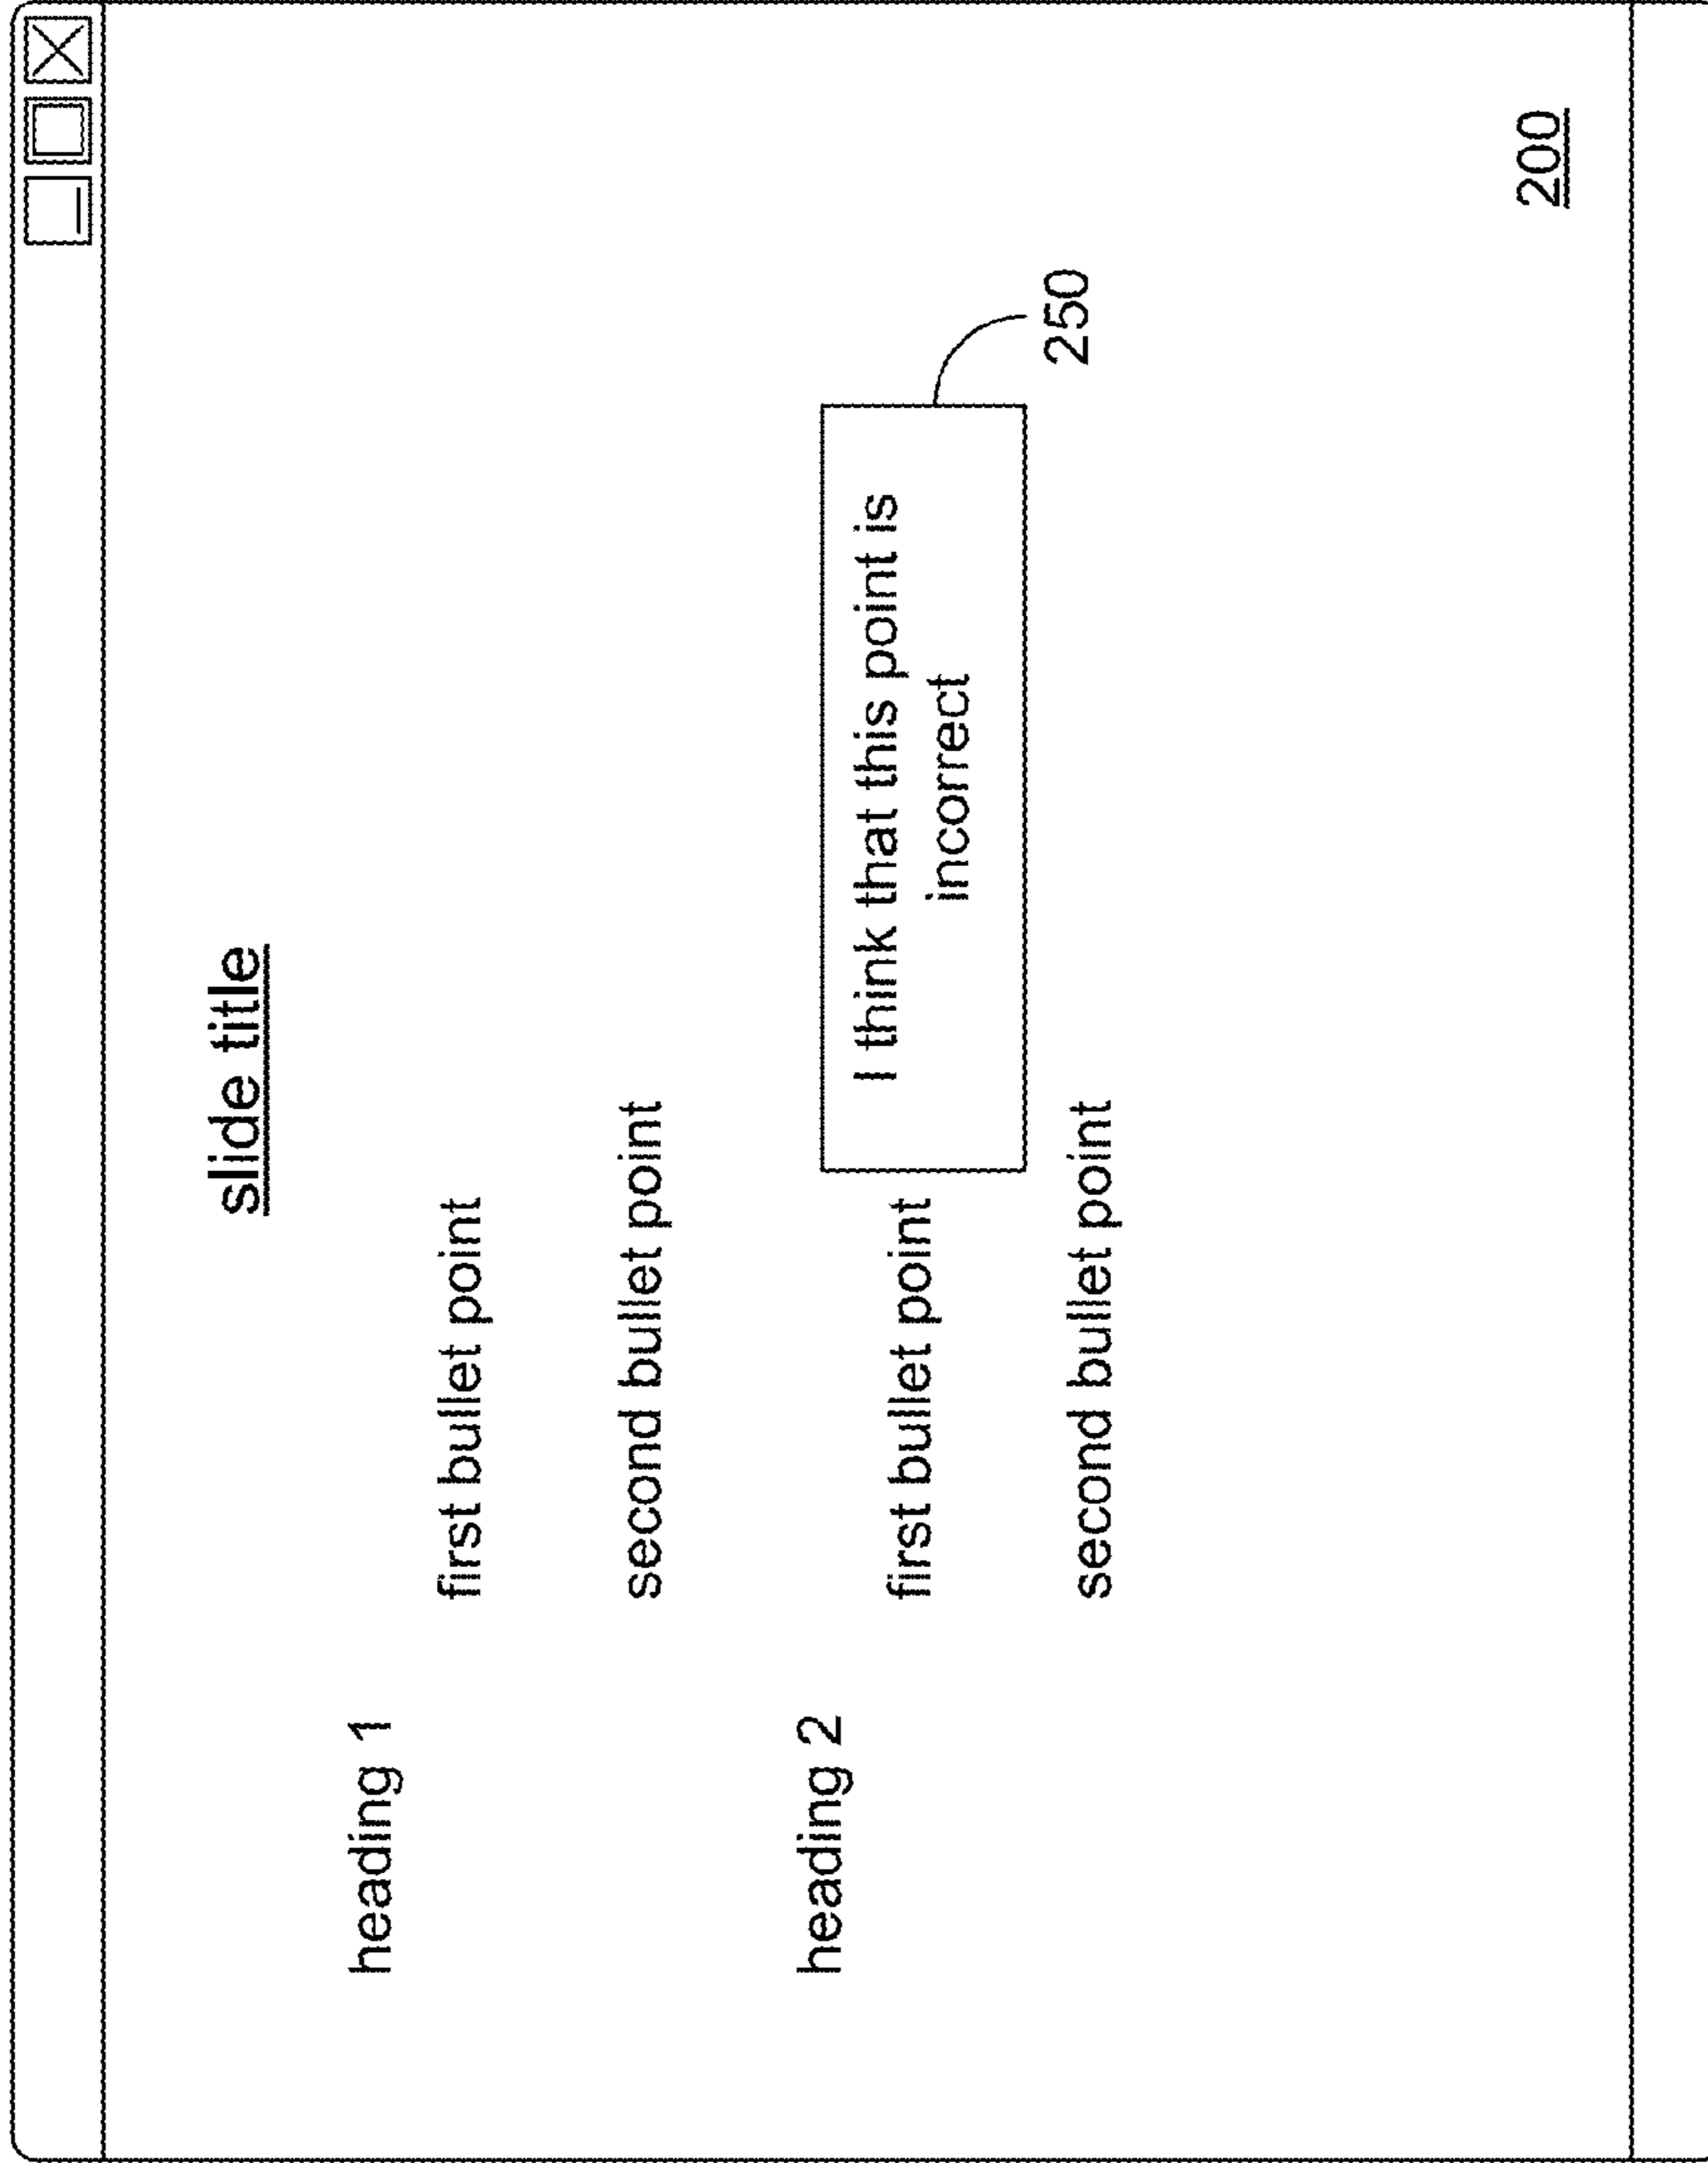 slide title
heading 1
first bullet point
second bullet point
heading 2
first bullet point
I think that this point is
incorrect
250
second bullet point
200